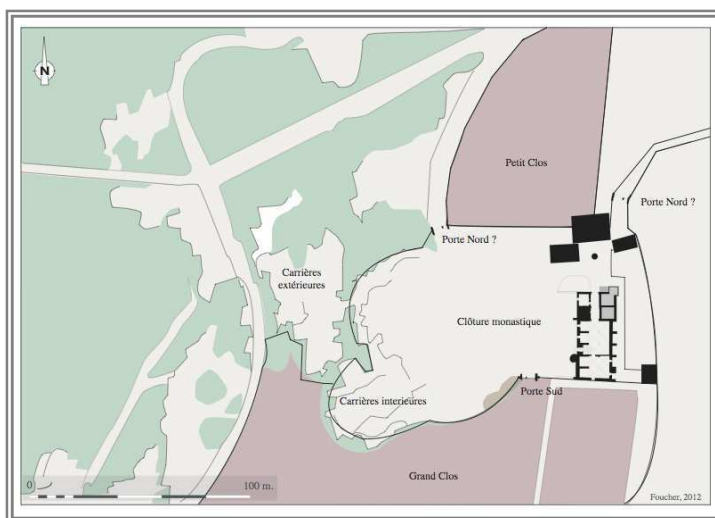 N
Petit Clos
Porte Nord ?
Porte Nord ?
Carrières
extérieures
Clôture monastique
Carrières interieures
Porte Sud
Grand Clos
0
100 m.
Foucher, 2012